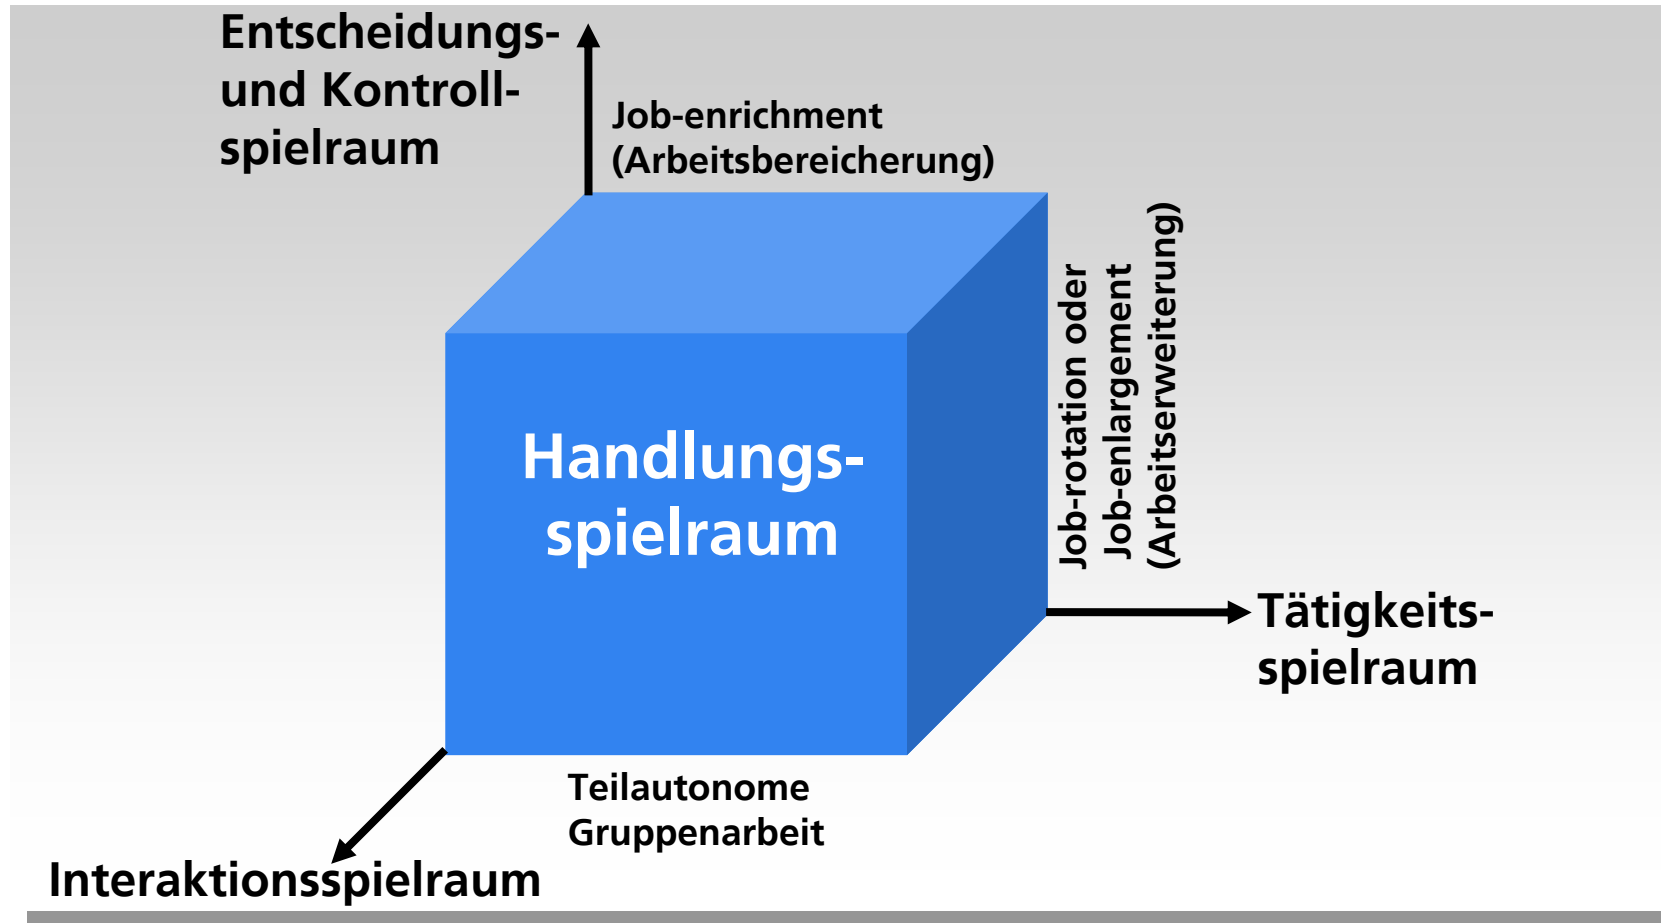 Entscheidungs-
und Kontroll-
spielraum
Job-enrichment
(Arbeitsbereicherung)
Job-rotation oder
Job-enlargement
(Arbeitserweiterung)
Handlungs-
spielraum
Tätigkeits-
spielraum
Teilautonome
Gruppenarbeit
Interaktionsspielraum